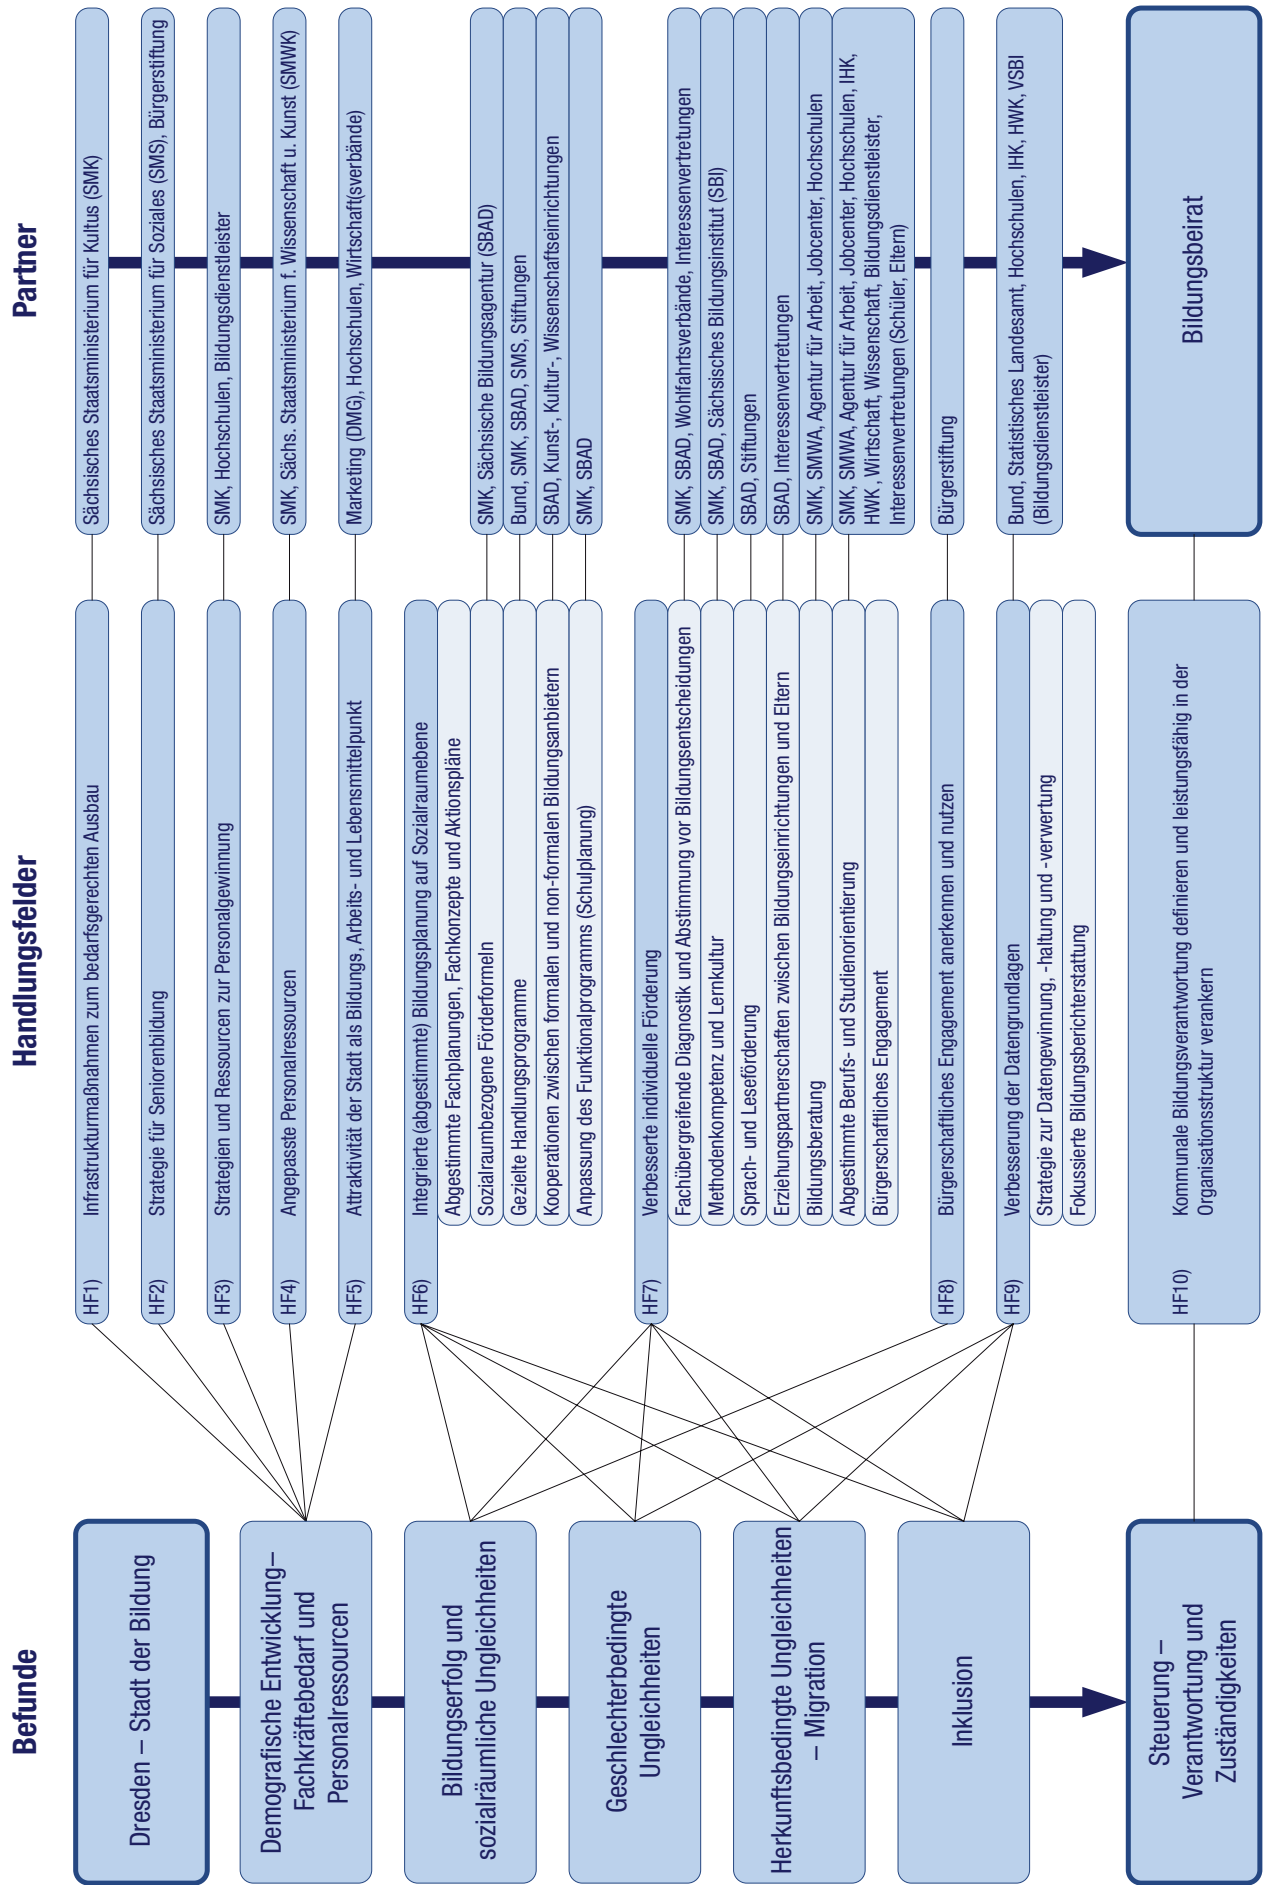 Befunde
Dresden – Stadt der Bildung
Demografische Entwicklung–
Fachkräftebedarf und
Personalressourcen
Bildungserfolg und
sozialräumliche Ungleichheiten
Geschlechterbedingte
Ungleichheiten
Herkunftsbedingte Ungleichheiten
– Migration
Inklusion
Steuerung –
Verantwortung und
Zuständigkeiten
Handlungsfelder
HF1) Infrastrukturmaßnahmen zum bedarfsgerechten Ausbau
HF2) Strategie für Seniorenbildung
HF3) Strategien und Ressourcen zur Personalgewinnung
HF4) Angepasste Personalressourcen
HF5) Attraktivität der Stadt als Bildungs, Arbeits- und Lebensmittelpunkt
HF6) Integrierte (abgestimmte) Bildungsplanung auf Sozialraumebene
Abgestimmte Fachplanungen, Fachkonzepte und Aktionspläne
Sozialraumbezogene Förderformeln
Gezielte Handlungsprogramme
Kooperationen zwischen formalen und non-formalen Bildungsanbietern
Anpassung des Funktionalprogramms (Schulplanung)
HF7) Verbesserte individuelle Förderung
Fachübergreifende Diagnostik und Abstimmung vor Bildungsentscheidungen
Methodenkompetenz und Lernkultur
Sprach- und Leseförderung
Erziehungspartnerschaften zwischen Bildungseinrichtungen und Eltern
Bildungsberatung
Abgestimmte Berufs- und Studienorientierung
Bürgerschaftliches Engagement
HF8) Bürgerschaftliches Engagement anerkennen und nutzen
HF9) Verbesserung der Datengrundlagen
Strategie zur Datengewinnung, -haltung und -verwertung
Fokussierte Bildungsberichterstattung
HF10) Kommunale Bildungsverantwortung definieren und leistungsfähig in der
Organisationsstruktur verankern
Partner
Sächsisches Staatsministerium für Kultus (SMK)
Sächsisches Staatsministerium für Soziales (SMS), Bürgerstiftung
SMK, Hochschulen, Bildungsdienstleister
SMK, Sächs. Staatsministerium f. Wissenschaft u. Kunst (SMWK)
Marketing (DMG), Hochschulen, Wirtschaft(sverbände)
SMK, Sächsische Bildungsagentur (SBAD)
Bund, SMK, SBAD, SMS, Stiftungen
SBAD, Kunst-, Kultur-, Wissenschaftseinrichtungen
SMK, SBAD
SMK, SBAD, Wohlfahrtsverbände, Interessenvertretungen
SMK, SBAD, Sächsisches Bildungsinstitut (SBI)
SBAD, Stiftungen
SBAD, Interessenvertretungen
SMK, SMWA, Agentur für Arbeit, Jobcenter, Hochschulen
SMK, SMWA, Agentur für Arbeit, Jobcenter, Hochschulen, IHK,
HWK , Wirtschaft, Wissenschaft, Bildungsdienstleister,
Interessenvertretungen (Schüler, Eltern)
Bürgerstiftung
Bund, Statistisches Landesamt, Hochschulen, IHK, HWK, VSBI
(Bildungsdienstleister)
Bildungsbeirat